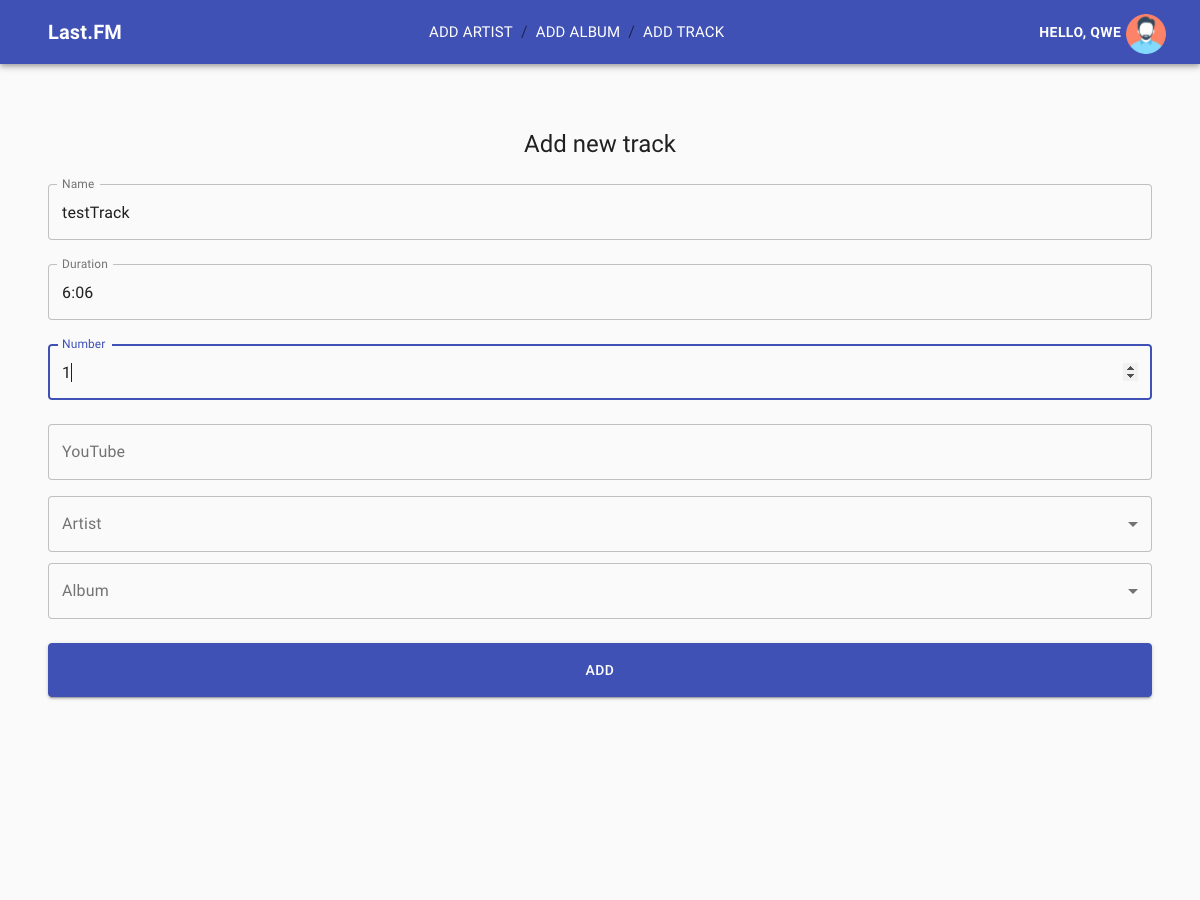 Last.FM
ADD ARTIST / ADD ALBUM / ADD TRACK
HELLO, QWE
Add new track
Name
testTrack
Duration
6:06
Number
1
YouTube
Artist
Album
ADD